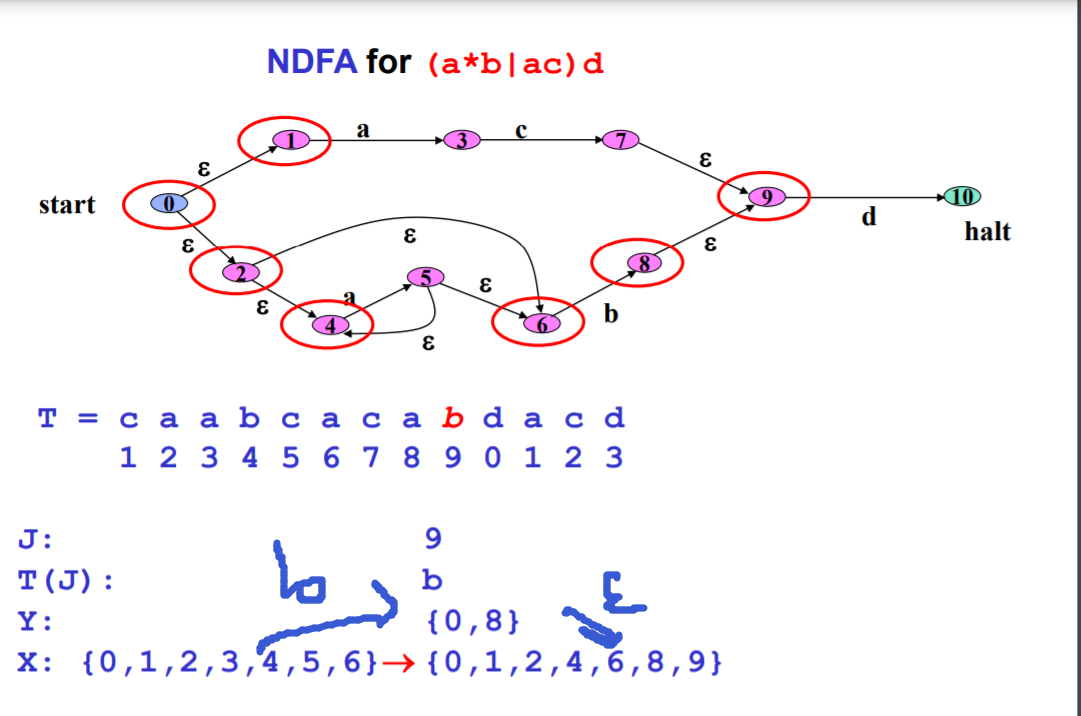 NDFA for (a*b|ac)d
1 a 3 c 7
ε ε
start 0 9 d 10
halt
ε 2 ε 8 ε
ε 4 a 5 ε 6 b
ε
T = c a a b c a c a b d a c d
1 2 3 4 5 6 7 8 9 0 1 2 3
J: 9
T(J): b
Y: {0,8}
X: {0,1,2,3,4,5,6}→{0,1,2,4,6,8,9}
b
ε